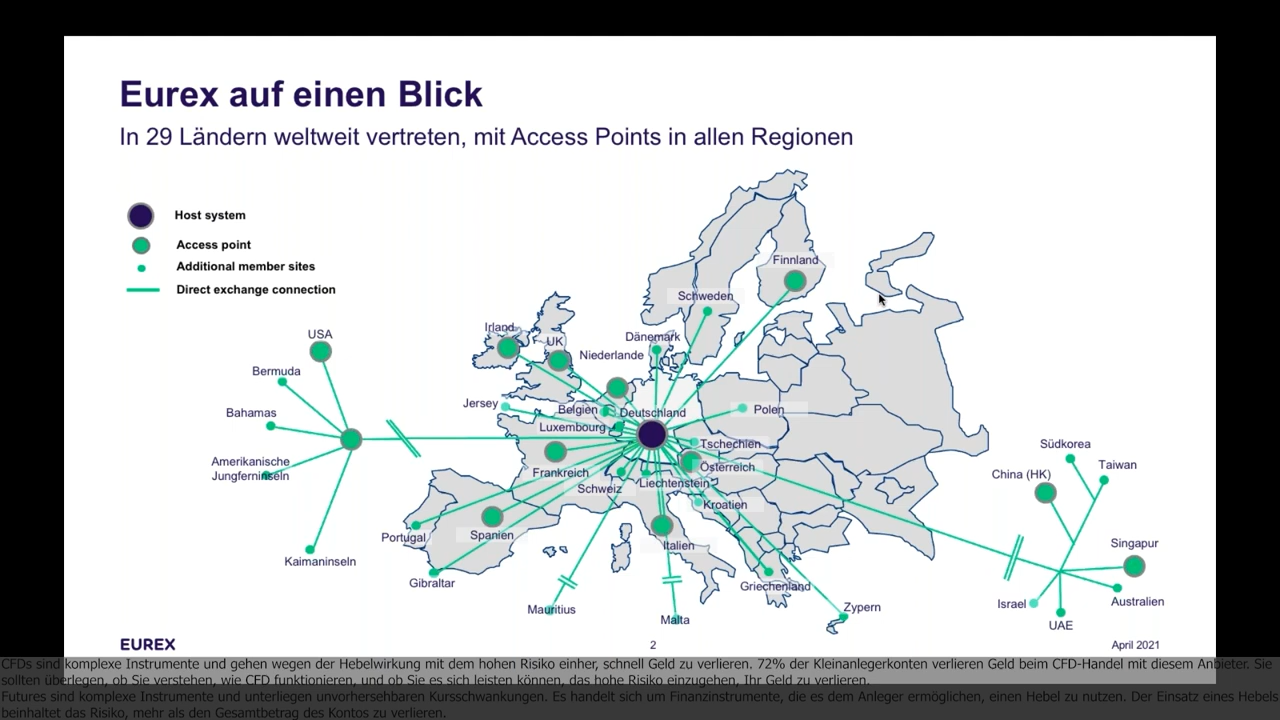 Eurex auf einen Blick
In 29 Ländern weltweit vertreten, mit Access Points in allen Regionen
Host system
Access point
Additional member sites
Direct exchange connection
Finnland
Schweden
Irland
USA
Dänemark
UK
Niederlande
Bermuda
Jersey
Belgien
Deutschland
Polen
Bahamas
Luxembourg
Tschechien
Südkorea
Amerikanische
Jungferninseln
Frankreich
Österreich
Taiwan
China (HK)
Schweiz
Liechtenstein
Kroatien
Portugal
Spanien
Italien
Singapur
Kaimaninseln
Gibraltar
Griechenland
Mauritius
Malta
Zypern
Israel
Australien
UAE
EUREX
2
April 2021
CFDs sind komplexe Instrumente und gehen wegen der Hebelwirkung mit dem hohen Risiko einher, schnell Geld zu verlieren. 72% der Kleinanlegerkonten verlieren Geld beim CFD-Handel mit diesem Anbieter. Sie
sollten überlegen, ob Sie verstehen, wie CFD funktionieren, und ob Sie es sich leisten können, das hohe Risiko einzugehen, Ihr Geld zu verlieren.
Futures sind komplexe Instrumente und unterliegen unvorhersehbaren Kursschwankungen. Es handelt sich um Finanzinstrumente, die es dem Anleger ermöglichen, einen Hebel zu nutzen. Der Einsatz eines Hebels
beinhaltet das Risiko, mehr als den Gesamtbetrag des Kontos zu verlieren.